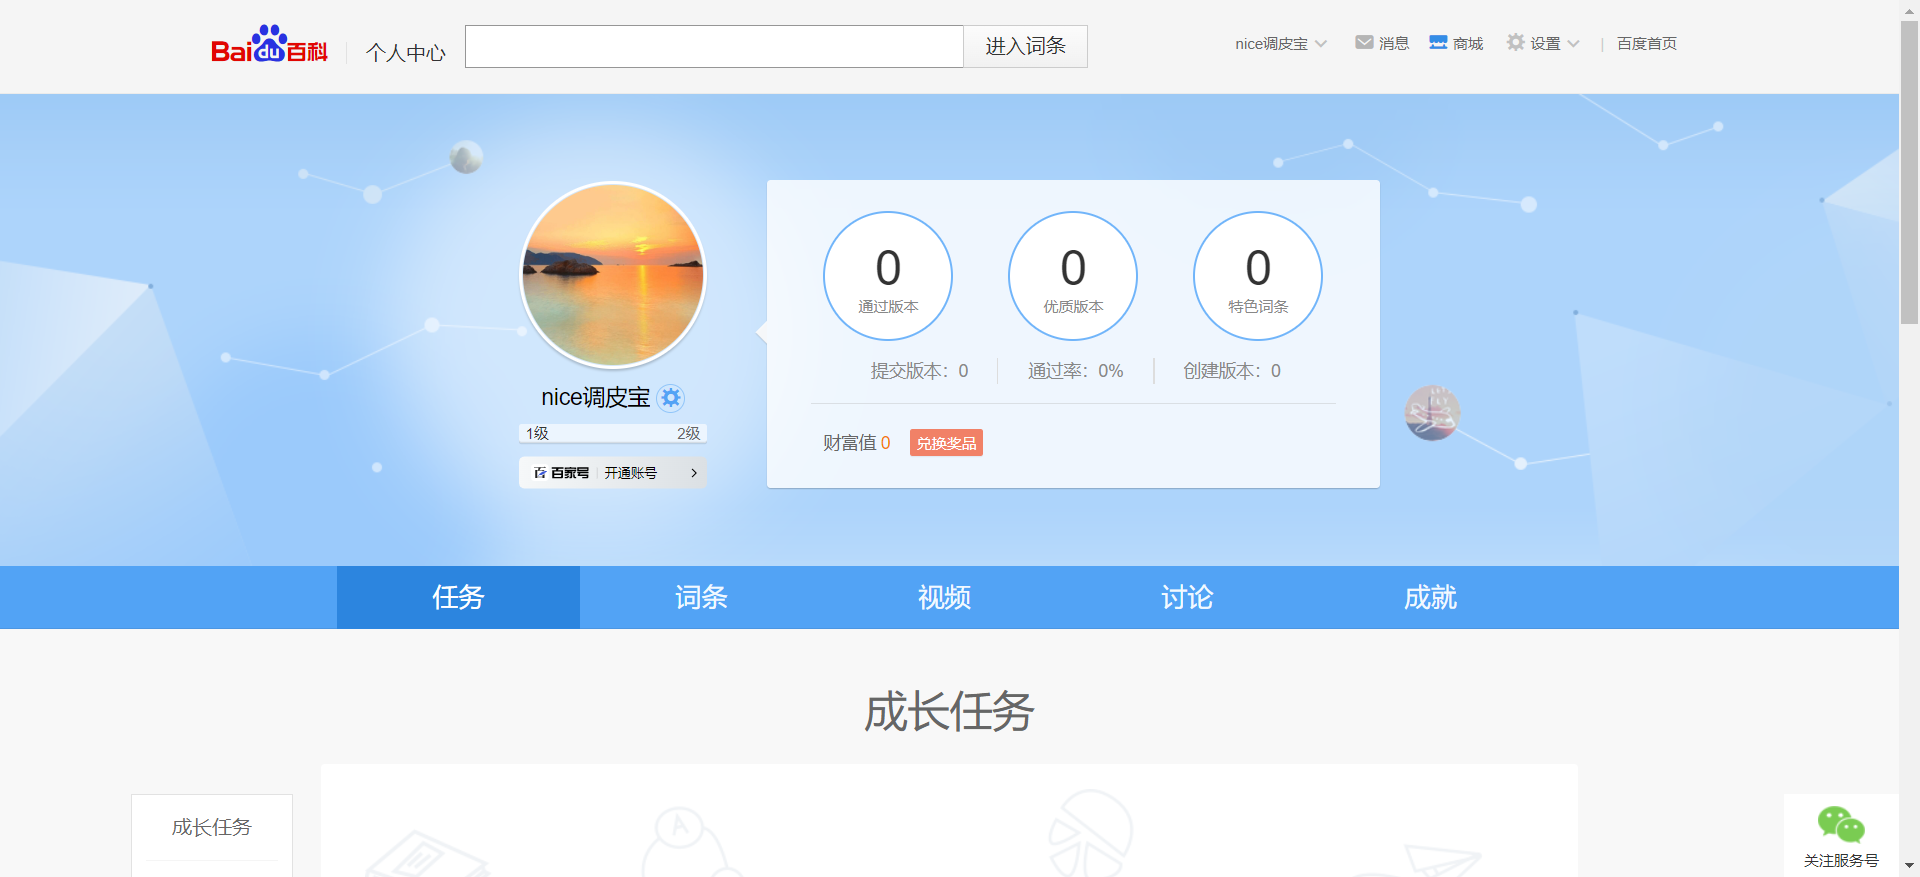 Baidu百科
个人中心
进入词条
nice调皮宝
消息
商城
设置
|
百度首页
0
通过版本
0
优质版本
0
特色词条
提交版本：0
通过率：0%
创建版本：0
nice调皮宝
1级
2级
百家号
开通账号
财富值 0
兑换奖品
任务
词条
视频
讨论
成就
成长任务
成长任务
A
关注服务号